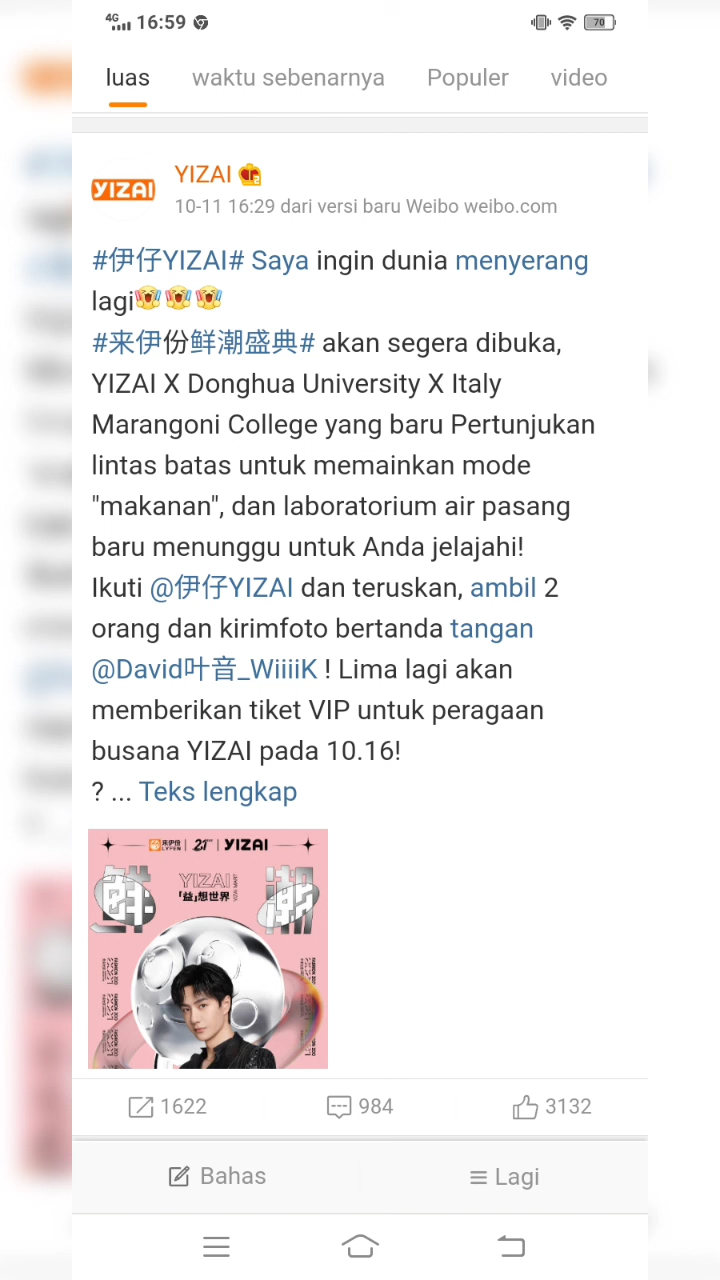 4G 16:59 70
luas waktu sebenarnya Populer video
YIZAI
YIZAI
10-11 16:29 dari versi baru Weibo weibo.com
#伊仔YIZAI# Saya ingin dunia menyerang
lagi
#来伊份鲜潮盛典# akan segera dibuka,
YIZAI X Donghua University X Italy
Marangoni College yang baru Pertunjukan
lintas batas untuk memainkan mode
"makanan", dan laboratorium air pasang
baru menunggu untuk Anda jelajahi!
Ikuti @伊仔YIZAI dan teruskan, ambil 2
orang dan kirimfoto bertanda tangan
@David叶音_WiiiiK ! Lima lagi akan
memberikan tiket VIP untuk peragaan
busana YIZAI pada 10.16!
? ... Teks lengkap
来伊份 LYFEN | 21 | YIZAI
鲜 潮
YIZAI
「益」想世界
1622 984 3132
Bahas Lagi